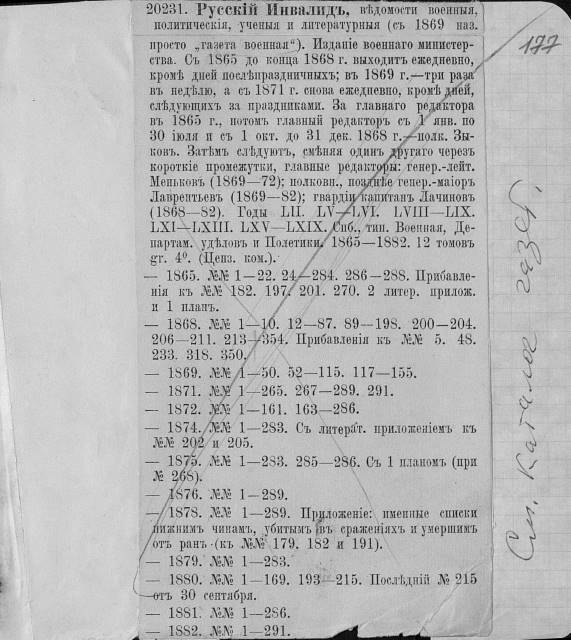 20231. Русскій Инвалидъ, вѣдомости военныя,
политическія, ученыя и литературныя (съ 1869 наз.
просто „газета военная“). Изданіе военнаго министер-
ства. Съ 1865 до конца 1868 г. выходитъ ежедневно,
кромѣ дней послѣпраздничныхъ; въ 1869 г.—три раза
въ недѣлю, а съ 1871 г. снова ежедневно, кромѣ дней,
слѣдующихъ за праздниками. За главнаго редактора
въ 1865 г., потомъ главный редакторъ съ 1 янв. по
30 іюля и съ 1 окт. до 31 дек. 1868 г.—полк. Зы-
ковъ. Затѣмъ слѣдуютъ, смѣняя одинъ другаго черезъ
короткіе промежутки, главные редакторы: генер.-лейт.
Меньковъ (1869—72); полковн., позднѣе генер.-маіоръ
Лаврентьевъ (1869—82); гвардіи капитанъ Лачиновъ
(1868—82). Годы LII. LV—LVI. LVIII—LIX.
LXI—LXIII. LXV—LXIX. Спб., тип. Военная, Де-
партам. удѣловъ и Полетики. 1865—1882. 12 томовъ
gr. 4⁰. (Ценз. ком.).
— 1865. №№ 1—22. 24—284. 286—288. Прибавле-
нія къ №№ 182. 197. 201. 270. 2 литер. прилож.
и 1 планъ.
— 1868. №№ 1—10. 12—87. 89—198. 200—204.
206—211. 213—354. Прибавленія къ №№ 5. 48.
233. 318. 350.
— 1869. №№ 1—50. 52—115. 117—155.
— 1871. №№ 1—265. 267—289. 291.
— 1872. №№ 1—161. 163—286.
— 1874. №№ 1—283. Съ литерат. приложеніемъ къ
№№ 202 и 205.
— 1875. №№ 1—283. 285—286. Съ 1 планомъ (при
№ 268).
— 1876. №№ 1—289.
— 1878. №№ 1—289. Приложеніе: именные списки
нижнимъ чинамъ, убитымъ въ сраженіяхъ и умершимъ
отъ ранъ (къ №№ 179. 182 и 191).
— 1879. №№ 1—283.
— 1880. №№ 1—169. 193—215. Послѣдній № 215
отъ 30 сентября.
— 1881. №№ 1—286.
— 1882. №№ 1—291.
177
См. Каталог газет.